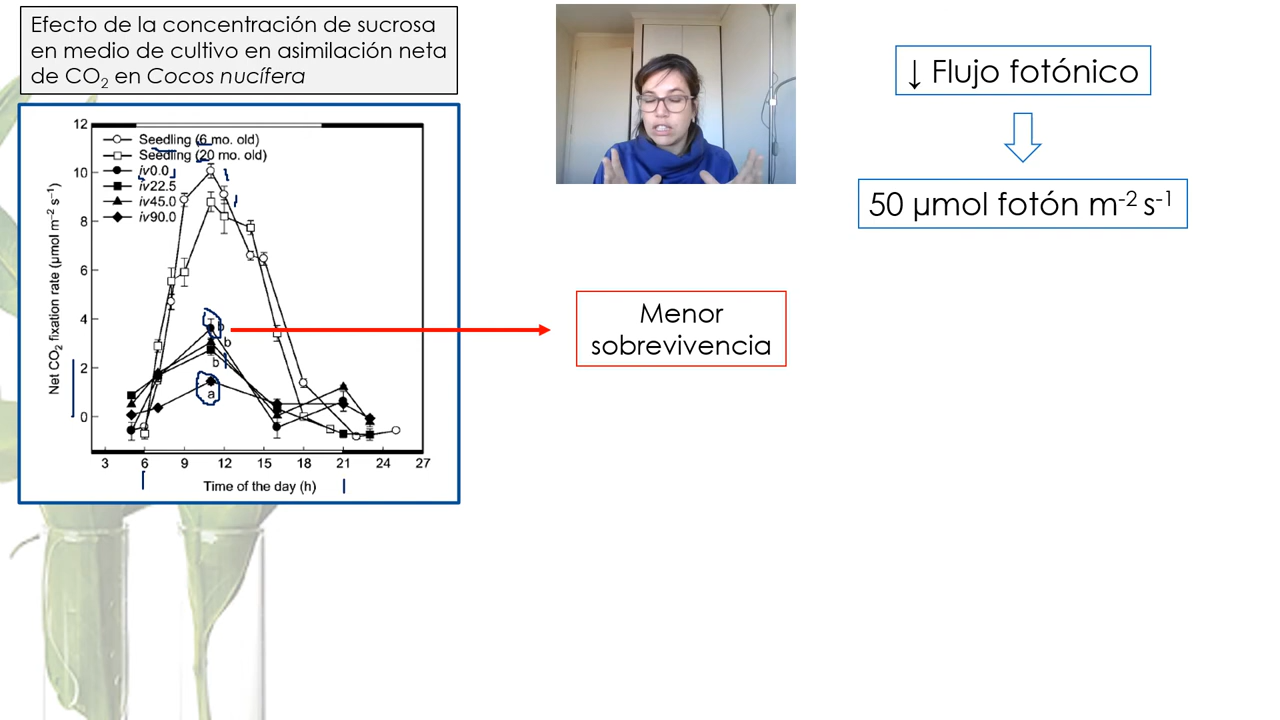 Efecto de la concentración de sucrosa
en medio de cultivo en asimilación neta
de CO2 en Cocos nucífera
↓ Flujo fotónico
50 µmol fotón m-2 s-1
Menor
sobrevivencia
Net CO2 fixation rate (µmol m−2 s−1)
12
10
8
6
4
2
0
Seedling (6 mo. old)
Seedling (20 mo. old)
iv0.0
iv22.5
iv45.0
iv90.0
b
b
b
a
3 6 9 12 15 18 21 24 27
Time of the day (h)